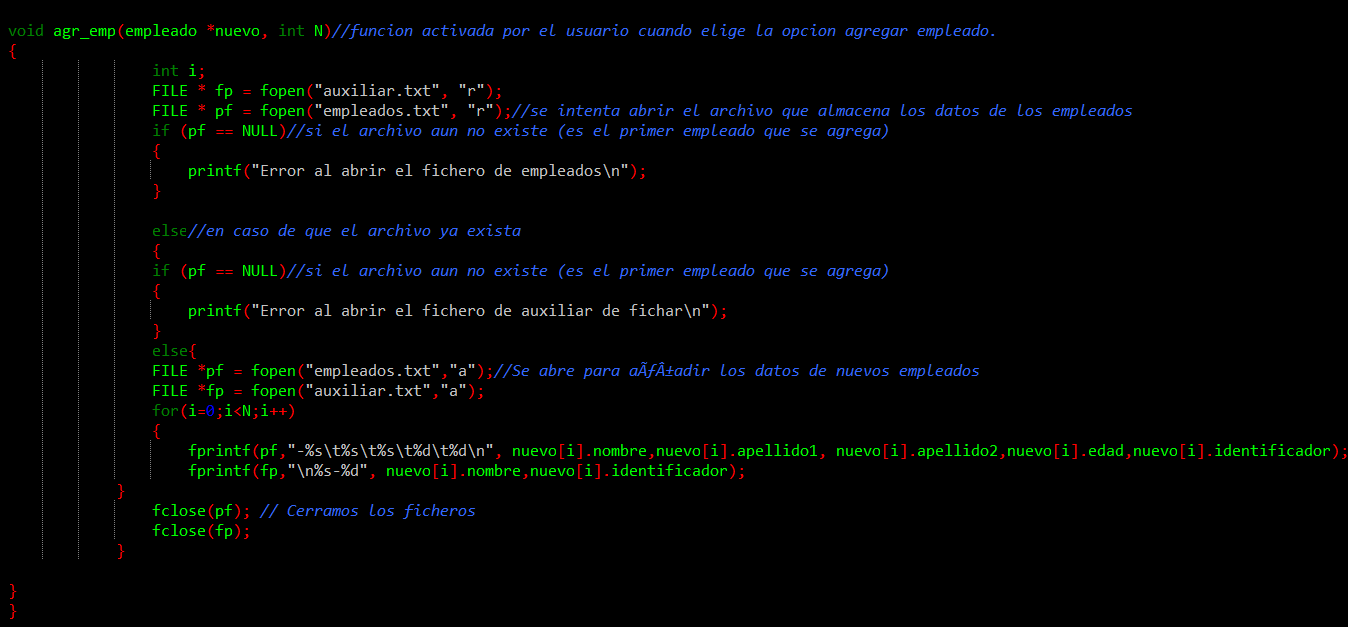 void agr_emp(empleado *nuevo, int N)//funcion activada por el usuario cuando elige la opcion agregar empleado.
{
int i;
FILE * fp = fopen("auxiliar.txt", "r");
FILE * pf = fopen("empleados.txt", "r");//se intenta abrir el archivo que almacena los datos de los empleados
if (pf == NULL)//si el archivo aun no existe (es el primer empleado que se agrega)
{
printf("Error al abrir el fichero de empleados\n");
}
else//en caso de que el archivo ya exista
{
if (pf == NULL)//si el archivo aun no existe (es el primer empleado que se agrega)
{
printf("Error al abrir el fichero de auxiliar de fichar\n");
}
else{
FILE *pf = fopen("empleados.txt","a");//Se abre para aÃƒÂ±adir los datos de nuevos empleados
FILE *fp = fopen("auxiliar.txt","a");
for(i=0;i<N;i++)
{
fprintf(pf,"-%s\t%s\t%s\t%d\t%d\n", nuevo[i].nombre,nuevo[i].apellido1, nuevo[i].apellido2,nuevo[i].edad,nuevo[i].identificador);
fprintf(fp,"\n%s-%d", nuevo[i].nombre,nuevo[i].identificador);
}
fclose(pf); // Cerramos los ficheros
fclose(fp);
}
}
}